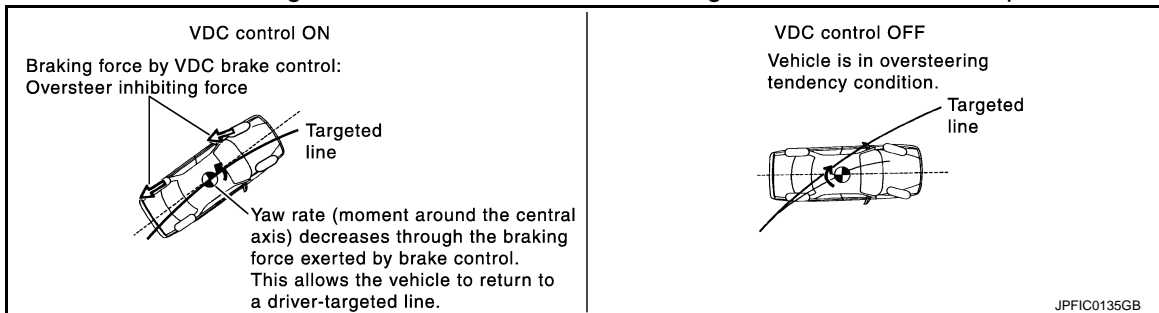 VDC control ON
Braking force by VDC brake control:
Oversteer inhibiting force
Targeted
line
Yaw rate (moment around the central
axis) decreases through the braking
force exerted by brake control.
This allows the vehicle to return to
a driver-targeted line.
VDC control OFF
Vehicle is in oversteering
tendency condition.
Targeted
line
JPFIC0135GB